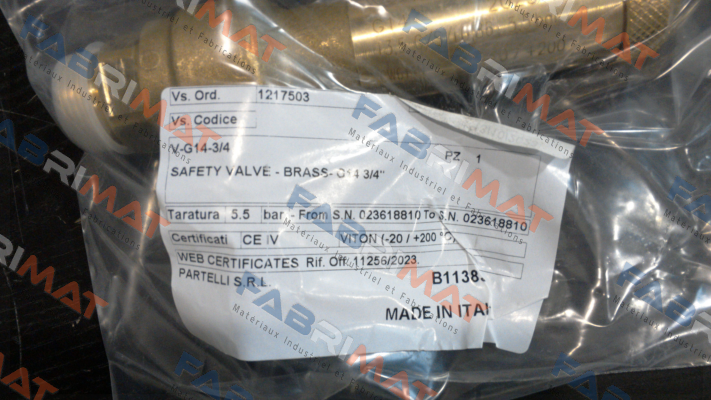 Vs. Ord. 1217503
Vs. Codice
V-G14-3/4
PZ 1
SAFETY VALVE - BRASS- G14 3/4"
Taratura 5.5 bar - From S.N. 023618810 To S.N. 023618810
Certificati CE IV VITON (-20 / +200 °C)
WEB CERTIFICATES Rif. Off. 11256/2023
PARTELLI S.R.L.
MADE IN
FABRIMAT
Matériaux Industriel et Fabrications